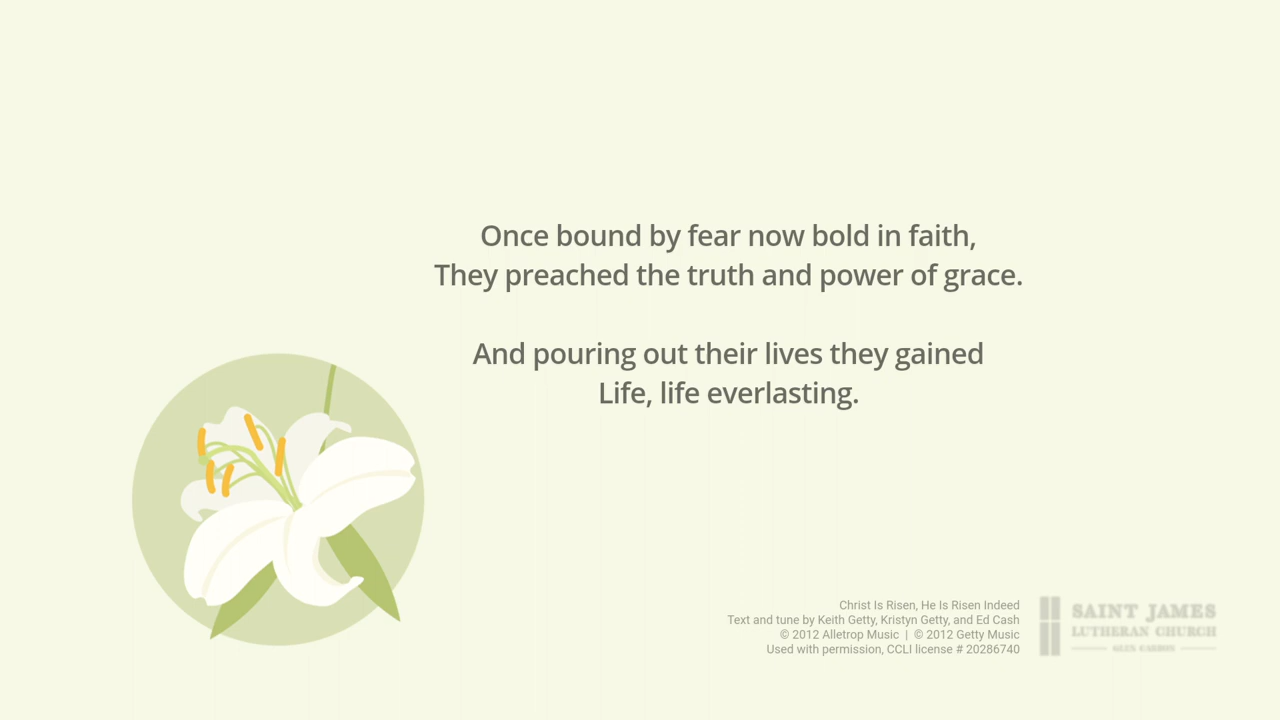 Once bound by fear now bold in faith,
They preached the truth and power of grace.
And pouring out their lives they gained
Life, life everlasting.
Christ Is Risen, He Is Risen Indeed
Text and tune by Keith Getty, Kristyn Getty, and Ed Cash
© 2012 Alletrop Music | © 2012 Getty Music
Used with permission, CCLI license # 20286740
SAINT JAMES
LUTHERAN CHURCH
GLEN CARBON